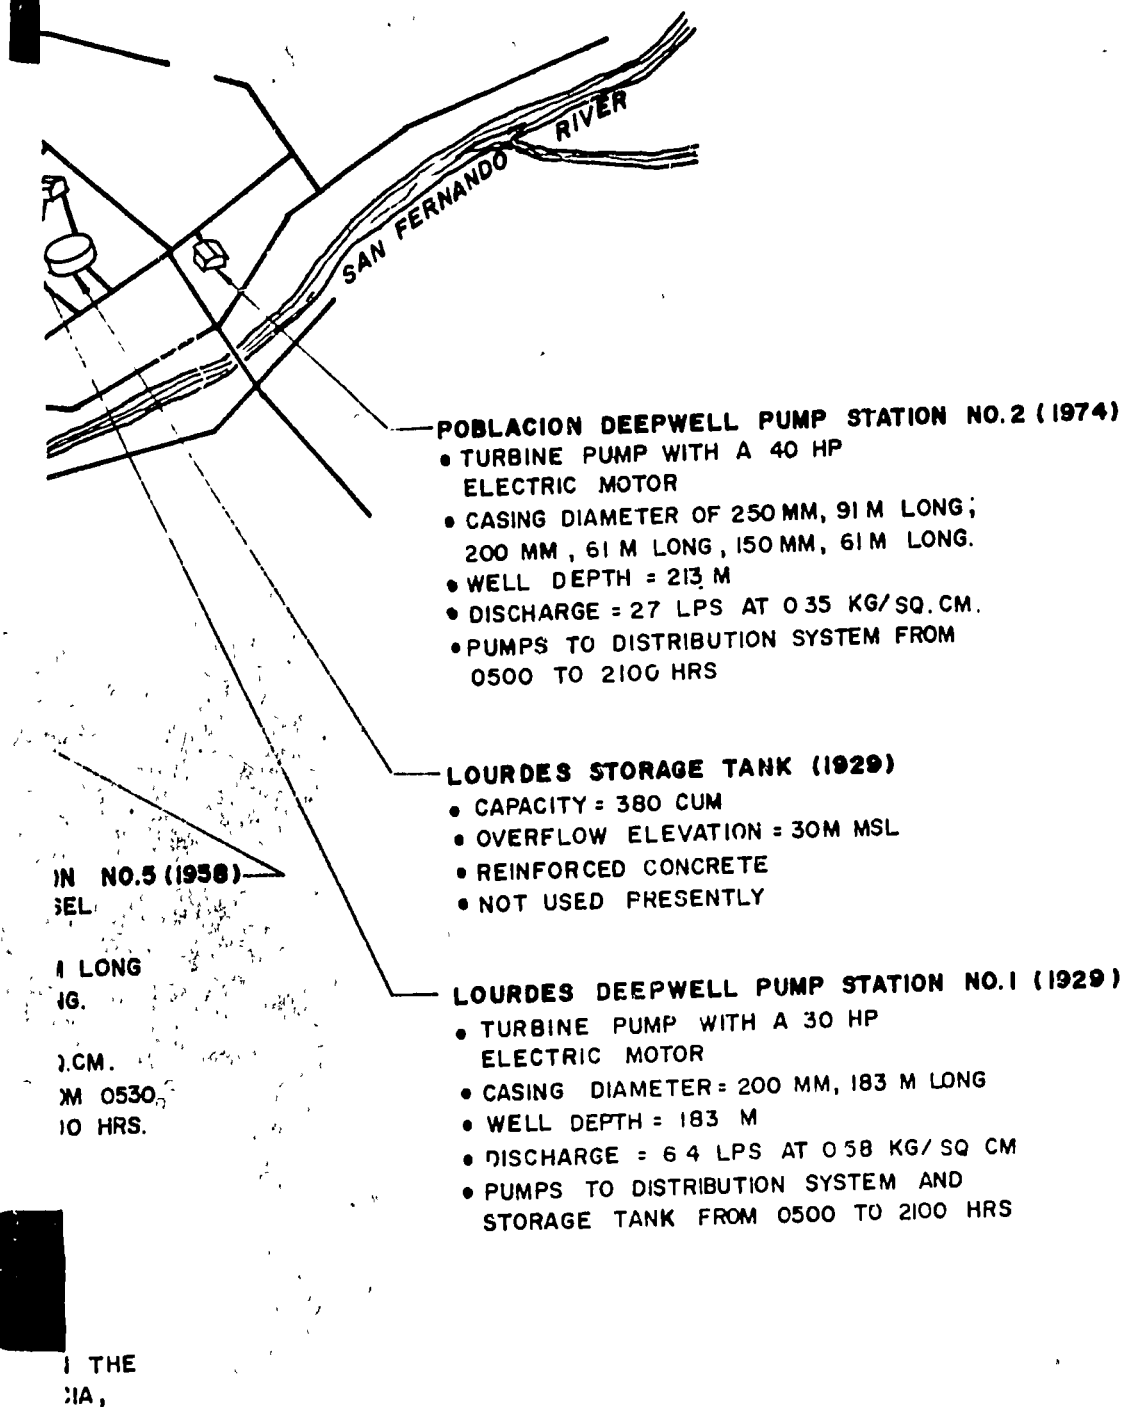 SAN FERNANDO RIVER
POBLACION DEEPWELL PUMP STATION NO.2 (1974)
• TURBINE PUMP WITH A 40 HP
ELECTRIC MOTOR
• CASING DIAMETER OF 250 MM, 91 M LONG;
200 MM, 61 M LONG, 150 MM, 61 M LONG.
• WELL DEPTH = 213 M
• DISCHARGE = 27 LPS AT 0 35 KG/SQ.CM.
• PUMPS TO DISTRIBUTION SYSTEM FROM
0500 TO 2100 HRS
LOURDES STORAGE TANK (1929)
• CAPACITY = 380 CUM
• OVERFLOW ELEVATION = 30M MSL
• REINFORCED CONCRETE
• NOT USED PRESENTLY
NO.5 (1958)
LONG
.CM.
0530
HRS.
LOURDES DEEPWELL PUMP STATION NO.1 (1929)
• TURBINE PUMP WITH A 30 HP
ELECTRIC MOTOR
• CASING DIAMETER = 200 MM, 183 M LONG
• WELL DEPTH = 183 M
• DISCHARGE = 6 4 LPS AT 0 58 KG/SQ CM
• PUMPS TO DISTRIBUTION SYSTEM AND
STORAGE TANK FROM 0500 TO 2100 HRS
THE